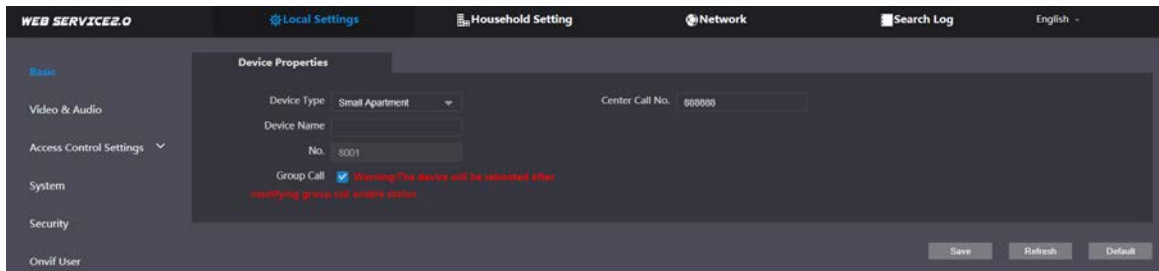 WEB SERVICE2.0 Local Settings Household Setting Network Search Log English
Basic
Video & Audio
Access Control Settings
System
Security
Onvif User
Device Properties
Device Type Small Apartment Center Call No. 888888
Device Name
No. 8001
Group Call Warning:The device will be rebooted after
modifying group call enable status.
Save Refresh Default